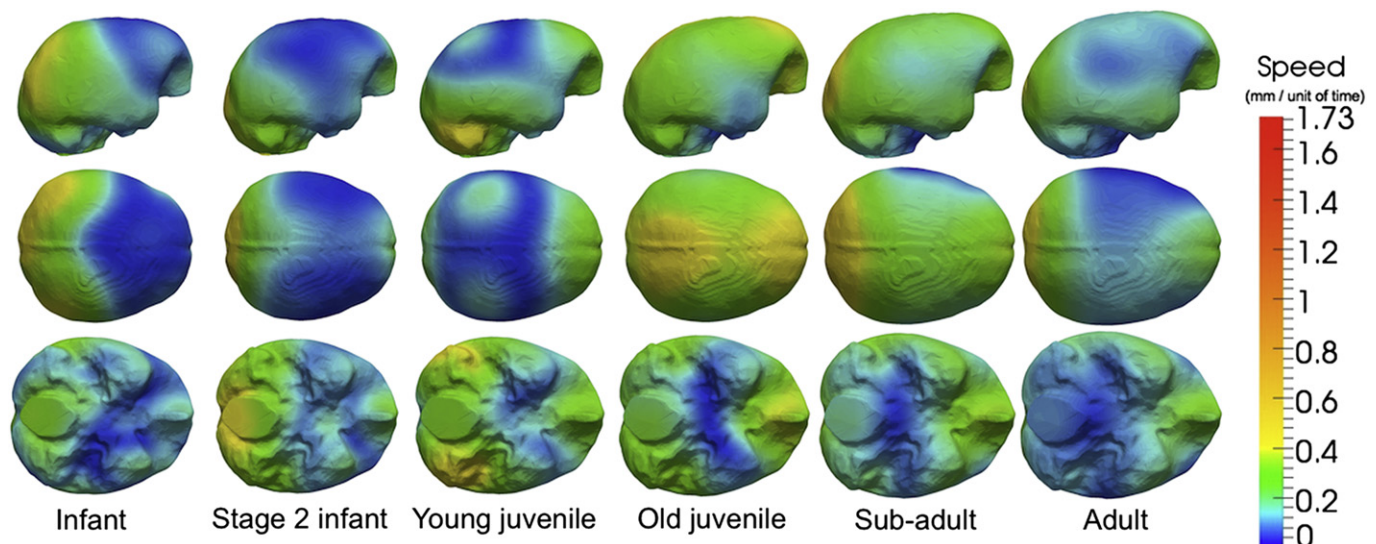 Speed
(mm / unit of time)
1.73
1.6
1.4
1.2
1
0.8
0.6
0.4
0.2
0
Infant
Stage 2 infant
Young juvenile
Old juvenile
Sub-adult
Adult